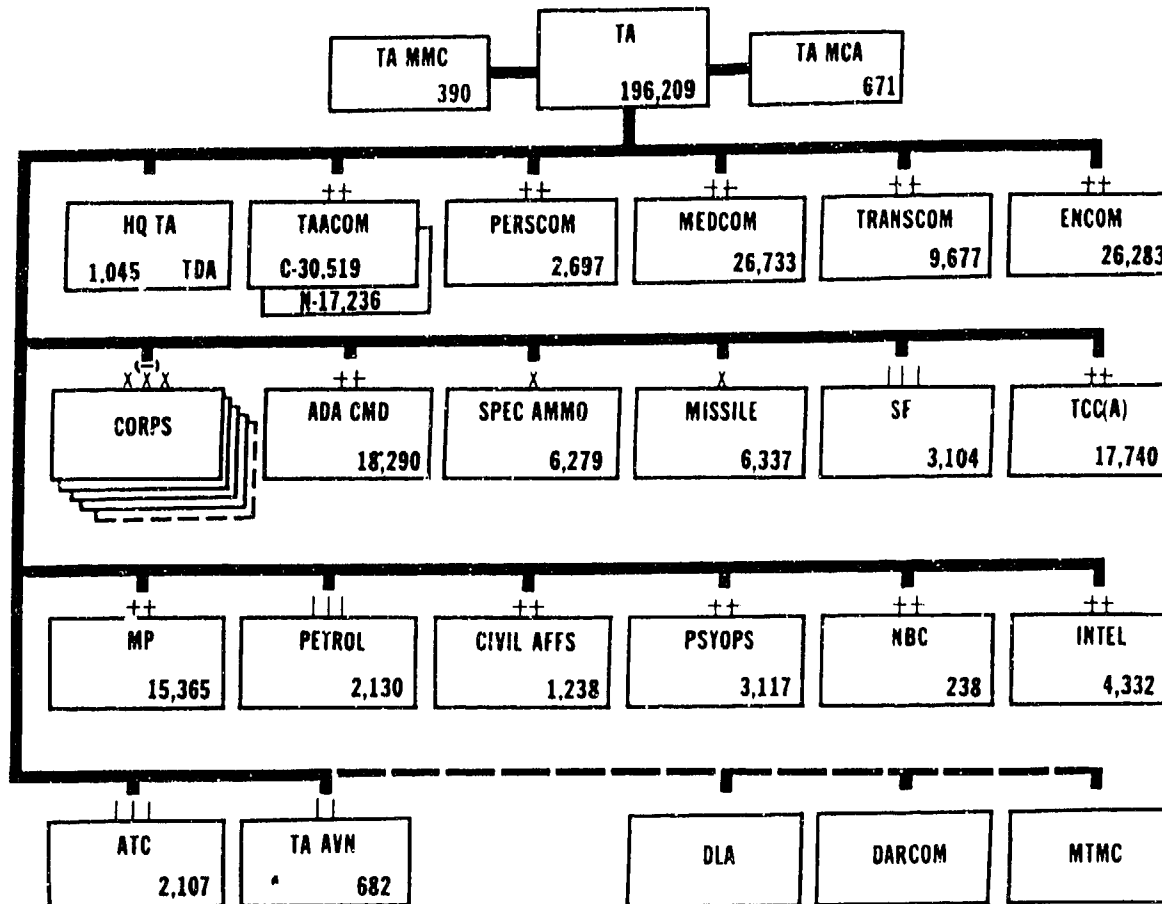 TA MMC
390
TA
196,209
TA MCA
671
HQ TA
1,045 TDA
++
TAACOM
C-30,519
N-17,236
++
PERSCOM
2,697
++
MEDCOM
26,733
++
TRANSCOM
9,677
++
ENCOM
26,283
(–)
X X X
CORPS
++
ADA CMD
18,290
X
SPEC AMMO
6,279
X
MISSILE
6,337
| | |
SF
3,104
++
TCC(A)
17,740
++
MP
15,365
| | |
PETROL
2,130
++
CIVIL AFFS
1,238
++
PSYOPS
3,117
++
NBC
238
++
INTEL
4,332
| | |
ATC
2,107
| |
TA AVN
682
DLA
DARCOM
MTMC